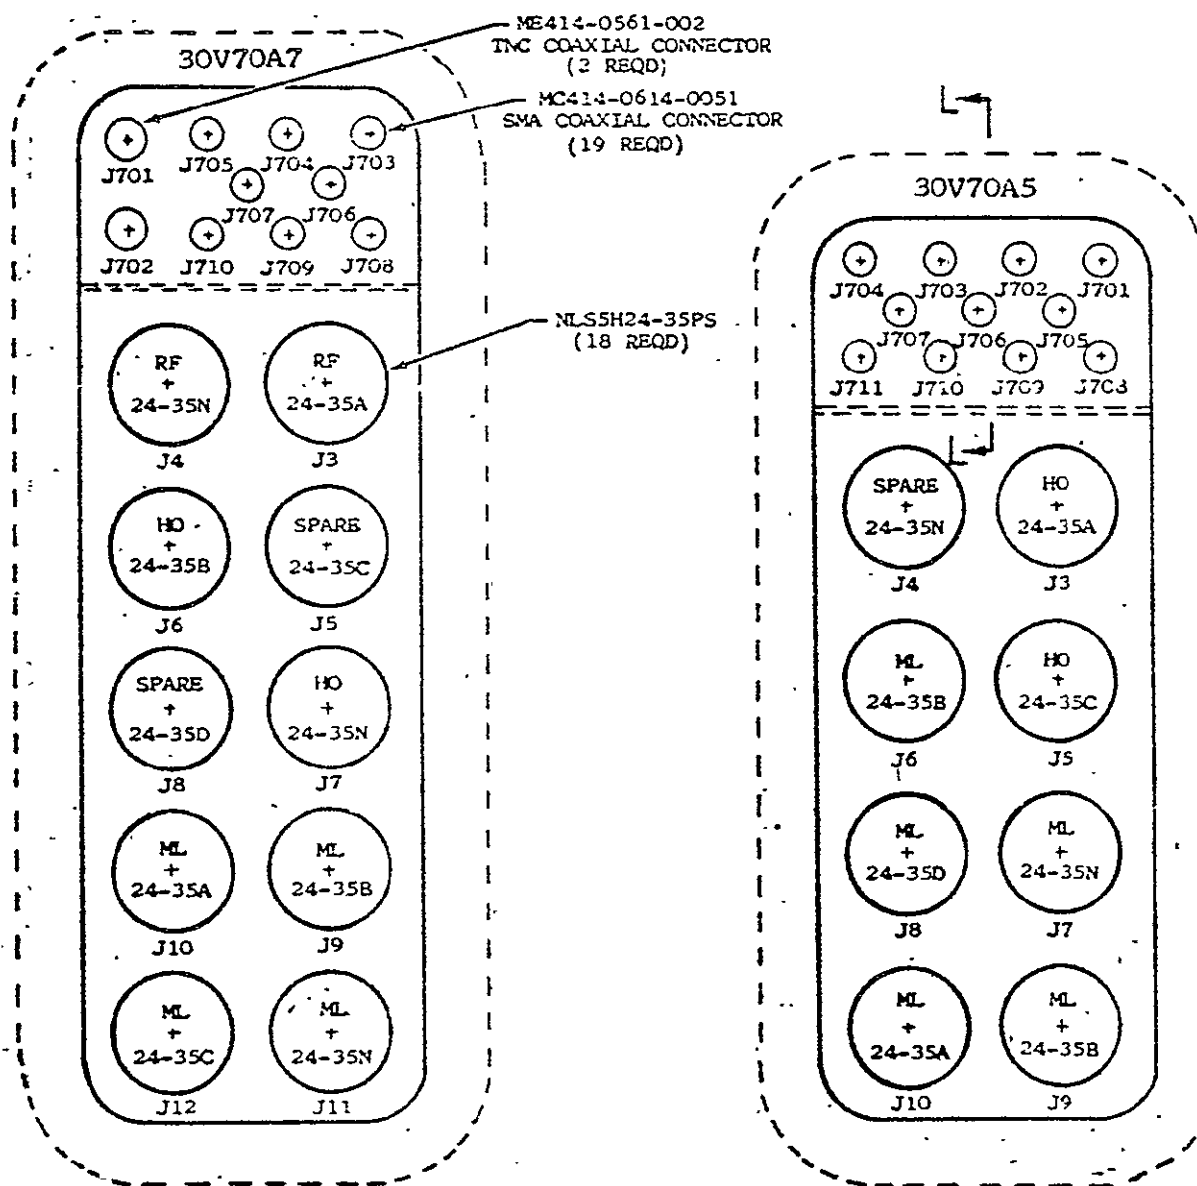 ME414-0561-002
TNC COAXIAL CONNECTOR
(2 REQD)
MC414-0614-0051
SMA COAXIAL CONNECTOR
(19 REQD)
30V70A7
J701
J705
J704
J703
J707
J706
J702
J710
J709
J708
NLS5H24-35PS
(18 REQD)
RF
24-35N
J4
RF
24-35A
J3
HO
24-35B
J6
SPARE
24-35C
J5
SPARE
24-35D
J8
HO
24-35N
J7
ML
24-35A
J10
ML
24-35B
J9
ML
24-35C
J12
ML
24-35N
J11
L
30V70A5
J704
J703
J702
J701
J707
J706
J705
J711
J710
J709
J708
L
SPARE
24-35N
J4
HO
24-35A
J3
ML
24-35B
J6
HO
24-35C
J5
ML
24-35D
J8
ML
24-35N
J7
ML
24-35A
J10
ML
24-35B
J9